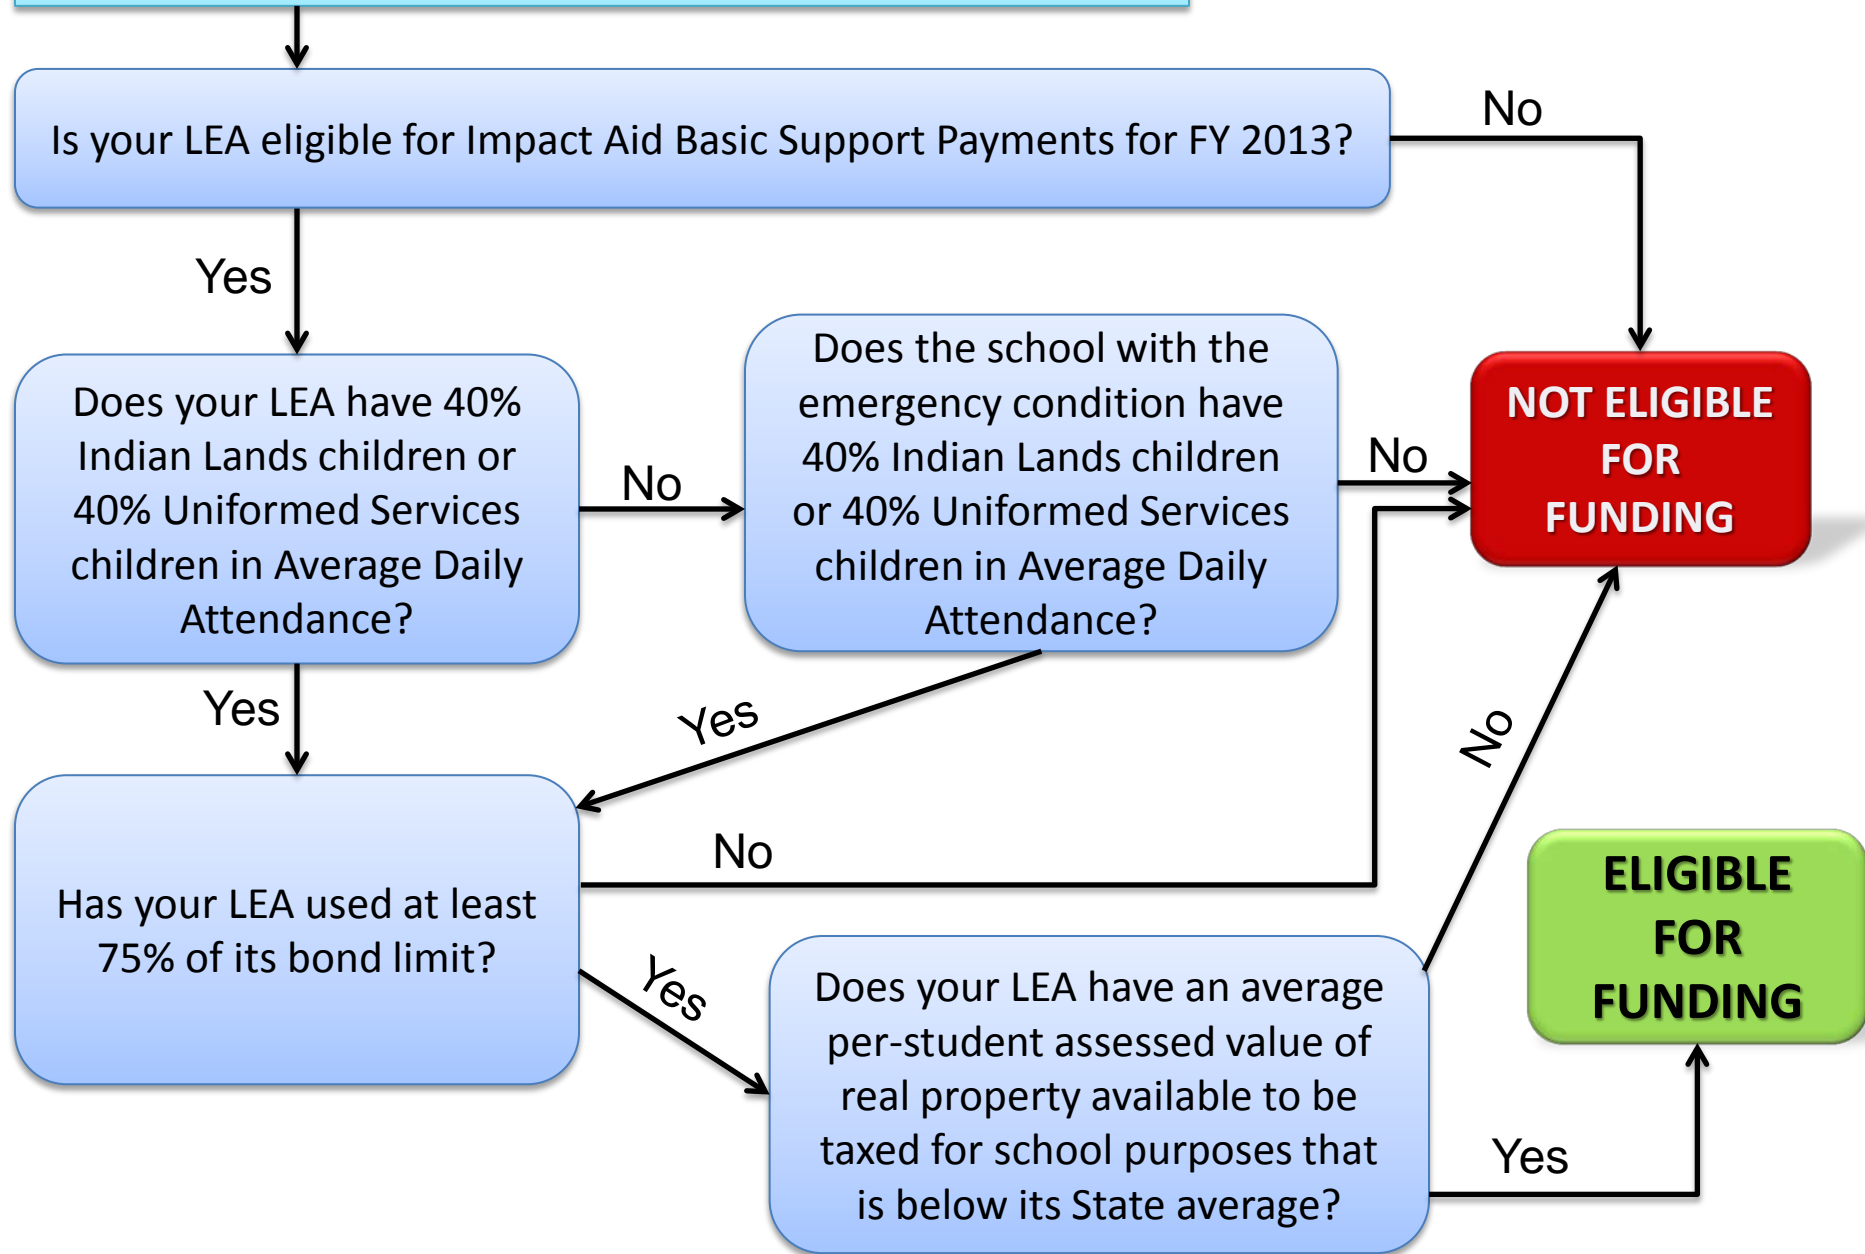 Is your LEA eligible for Impact Aid Basic Support Payments for FY 2013?
No
Yes
Does your LEA have 40%
Indian Lands children or
40% Uniformed Services
children in Average Daily
Attendance?
No
Does the school with the
emergency condition have
40% Indian Lands children
or 40% Uniformed Services
children in Average Daily
Attendance?
No
NOT ELIGIBLE
FOR
FUNDING
Yes
Yes
No
Has your LEA used at least
75% of its bond limit?
No
Yes
Does your LEA have an average
per-student assessed value of
real property available to be
taxed for school purposes that
is below its State average?
Yes
ELIGIBLE
FOR
FUNDING